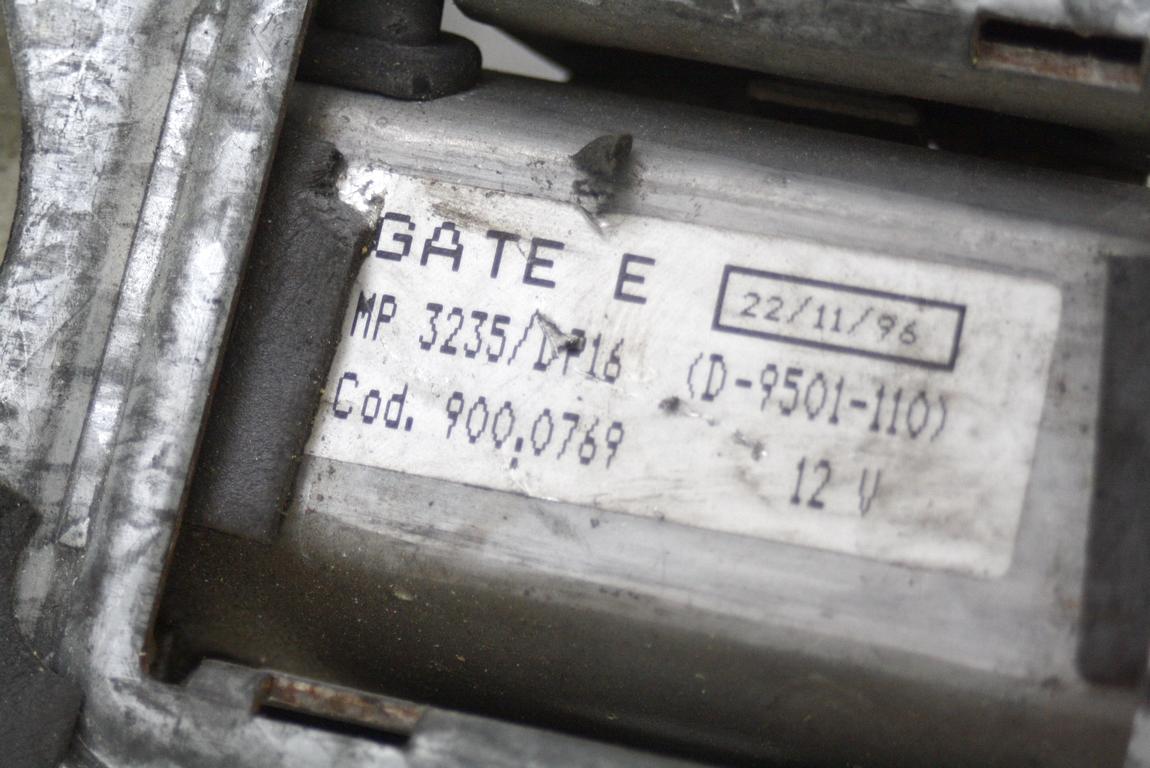 GATE E
22/11/96
MP 3235/DP16 (D-9501-110)
Cod. 900.0769
12 V